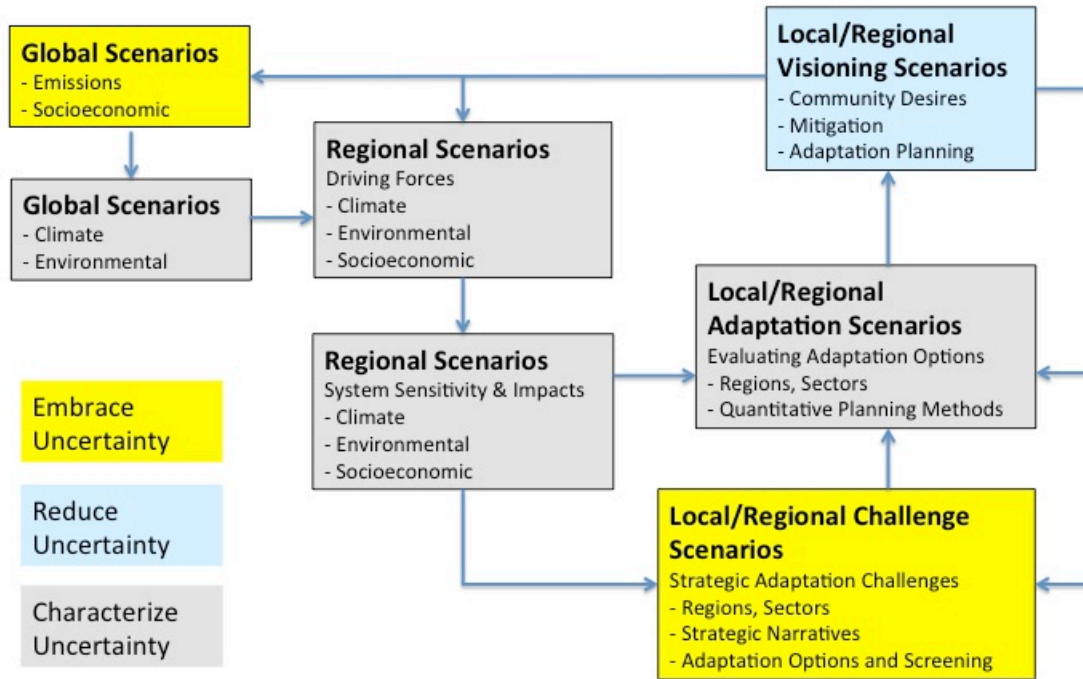 Global Scenarios
- Emissions
- Socioeconomic
Global Scenarios
- Climate
- Environmental
Regional Scenarios
Driving Forces
- Climate
- Environmental
- Socioeconomic
Regional Scenarios
System Sensitivity & Impacts
- Climate
- Environmental
- Socioeconomic
Local/Regional
Visioning Scenarios
- Community Desires
- Mitigation
- Adaptation Planning
Local/Regional
Adaptation Scenarios
Evaluating Adaptation Options
- Regions, Sectors
- Quantitative Planning Methods
Local/Regional Challenge
Scenarios
Strategic Adaptation Challenges
- Regions, Sectors
- Strategic Narratives
- Adaptation Options and Screening
Embrace
Uncertainty
Reduce
Uncertainty
Characterize
Uncertainty